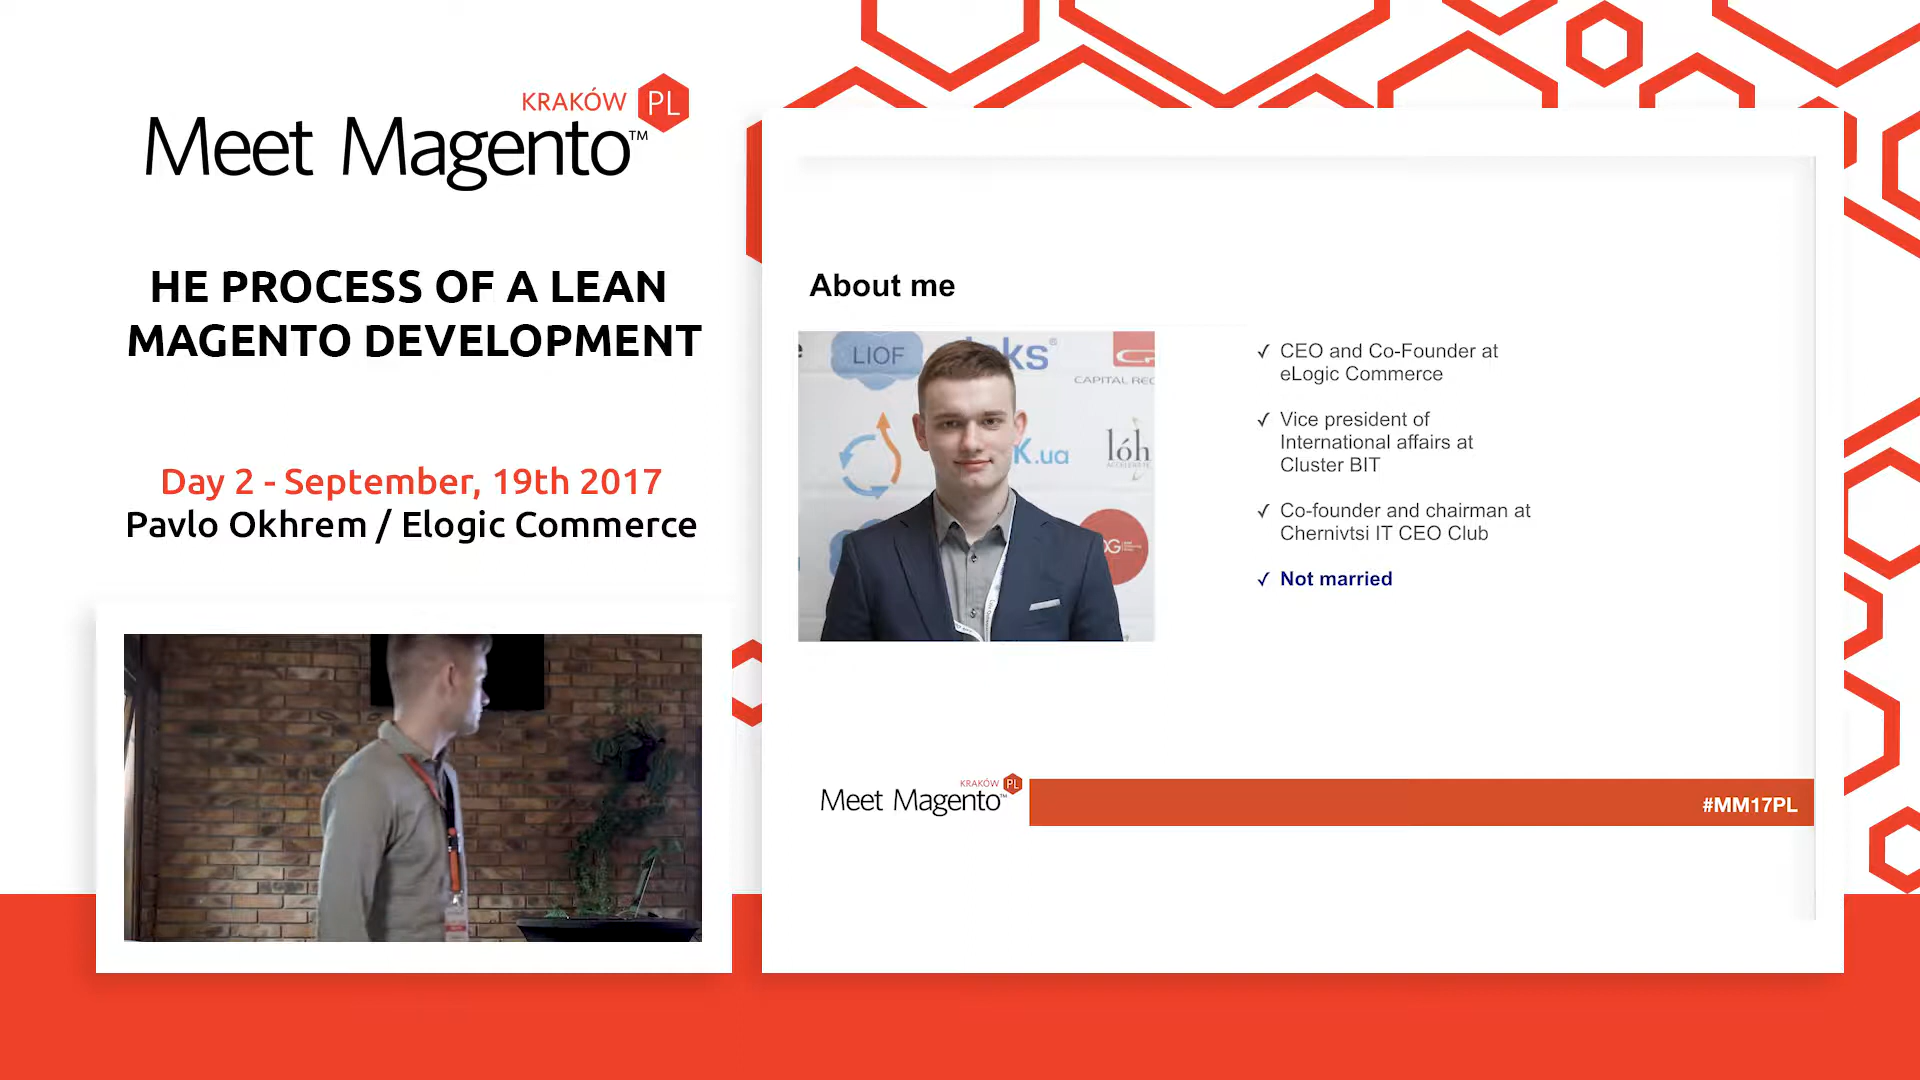 KRAKÓW PL
Meet Magento™
HE PROCESS OF A LEAN
MAGENTO DEVELOPMENT
Day 2 - September, 19th 2017
Pavlo Okhrem / Elogic Commerce
About me
LIOF
CAPITAL
K.ua
lóh
✓ CEO and Co-Founder at
eLogic Commerce
✓ Vice president of
International affairs at
Cluster BIT
✓ Co-founder and chairman at
Chernivtsi IT CEO Club
✓ Not married
KRAKÓW PL
Meet Magento™
#MM17PL